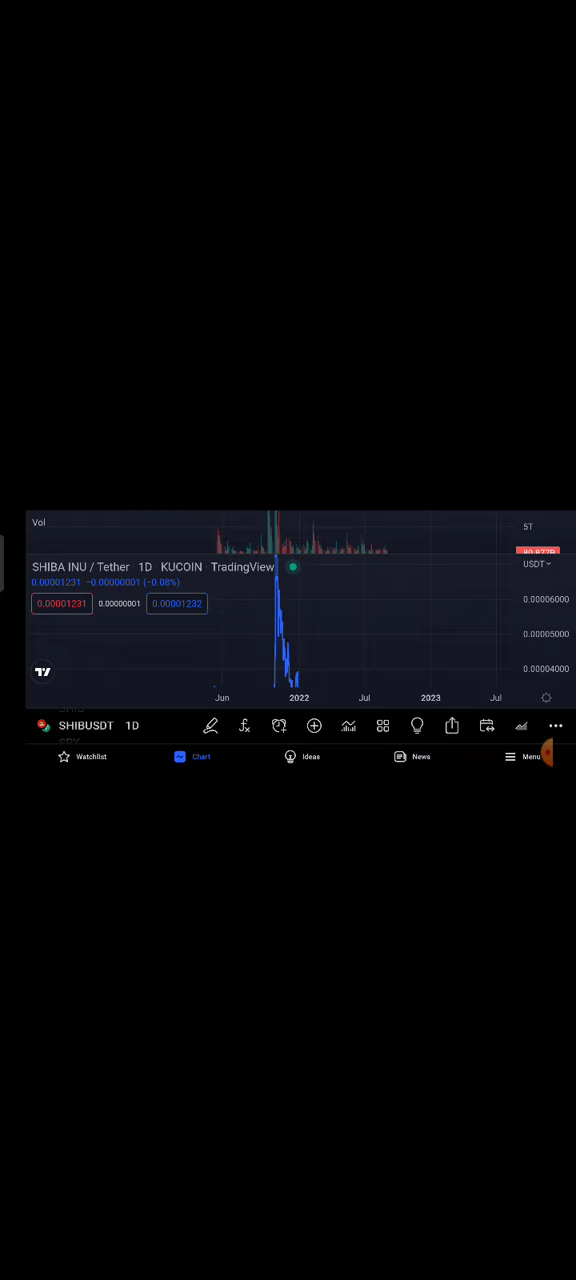 Vol
5T
80.877B
SHIBA INU / Tether · 1D · KUCOIN · TradingView
USDT
0.00001231 −0.00000001 (−0.08%)
0.00001231 0.00000001 0.00001232
0.00006000
0.00005000
0.00004000
Jun 2022 Jul 2023 Jul
SHIBUSDT 1D
Watchlist Chart Ideas News Menu